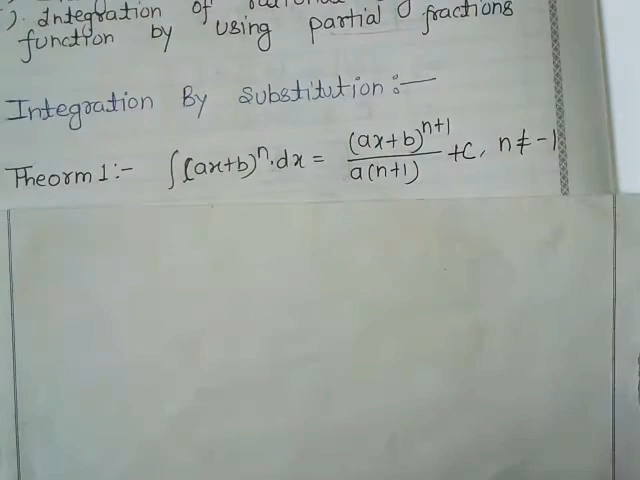 ). Integration of
function by using partial fractions
Integration By Substitution :—
Theorm 1:- ∫(ax+b)^n. dx = (ax+b)^{n+1} / a(n+1) + C, n ≠ -1